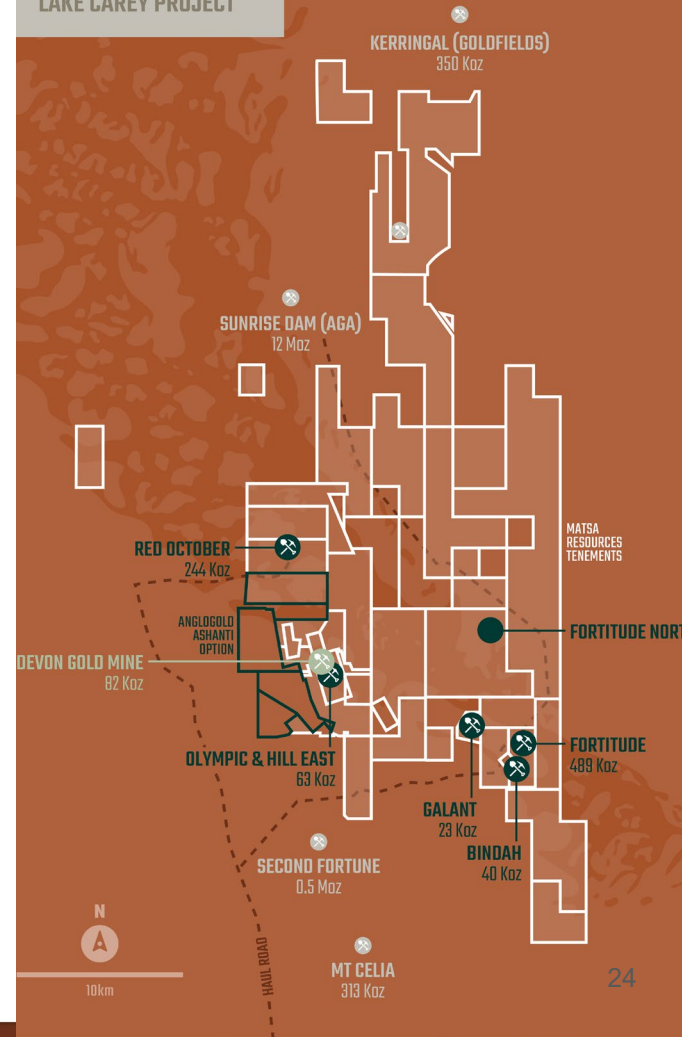 LAKE CAREY PROJECT
KERRINGAL (GOLDFIELDS)
350 Koz
SUNRISE DAM (AGA)
12 Moz
MATSA
RESOURCES
TENEMENTS
RED OCTOBER
244 Koz
ANGLOGOLD
ASHANTI
OPTION
FORTITUDE NORT
DEVON GOLD MINE
82 Koz
OLYMPIC & HILL EAST
63 Koz
FORTITUDE
489 Koz
GALANT
23 Koz
BINDAH
40 Koz
SECOND FORTUNE
0.5 Moz
N
10km
HAUL ROAD
MT CELIA
313 Koz
24